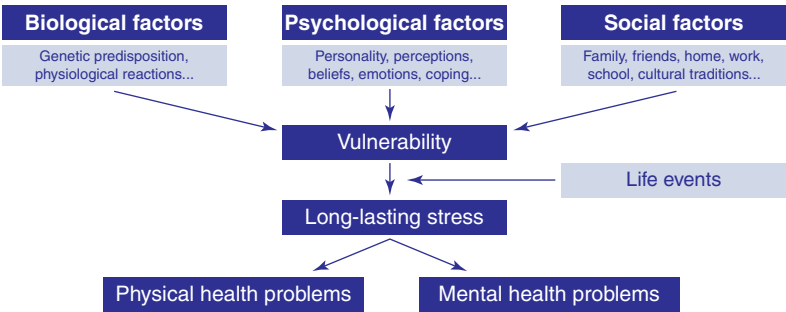 Biological factors
Genetic predisposition,
physiological reactions...
Psychological factors
Personality, perceptions,
beliefs, emotions, coping...
Social factors
Family, friends, home, work,
school, cultural traditions...
Vulnerability
Life events
Long-lasting stress
Physical health problems
Mental health problems